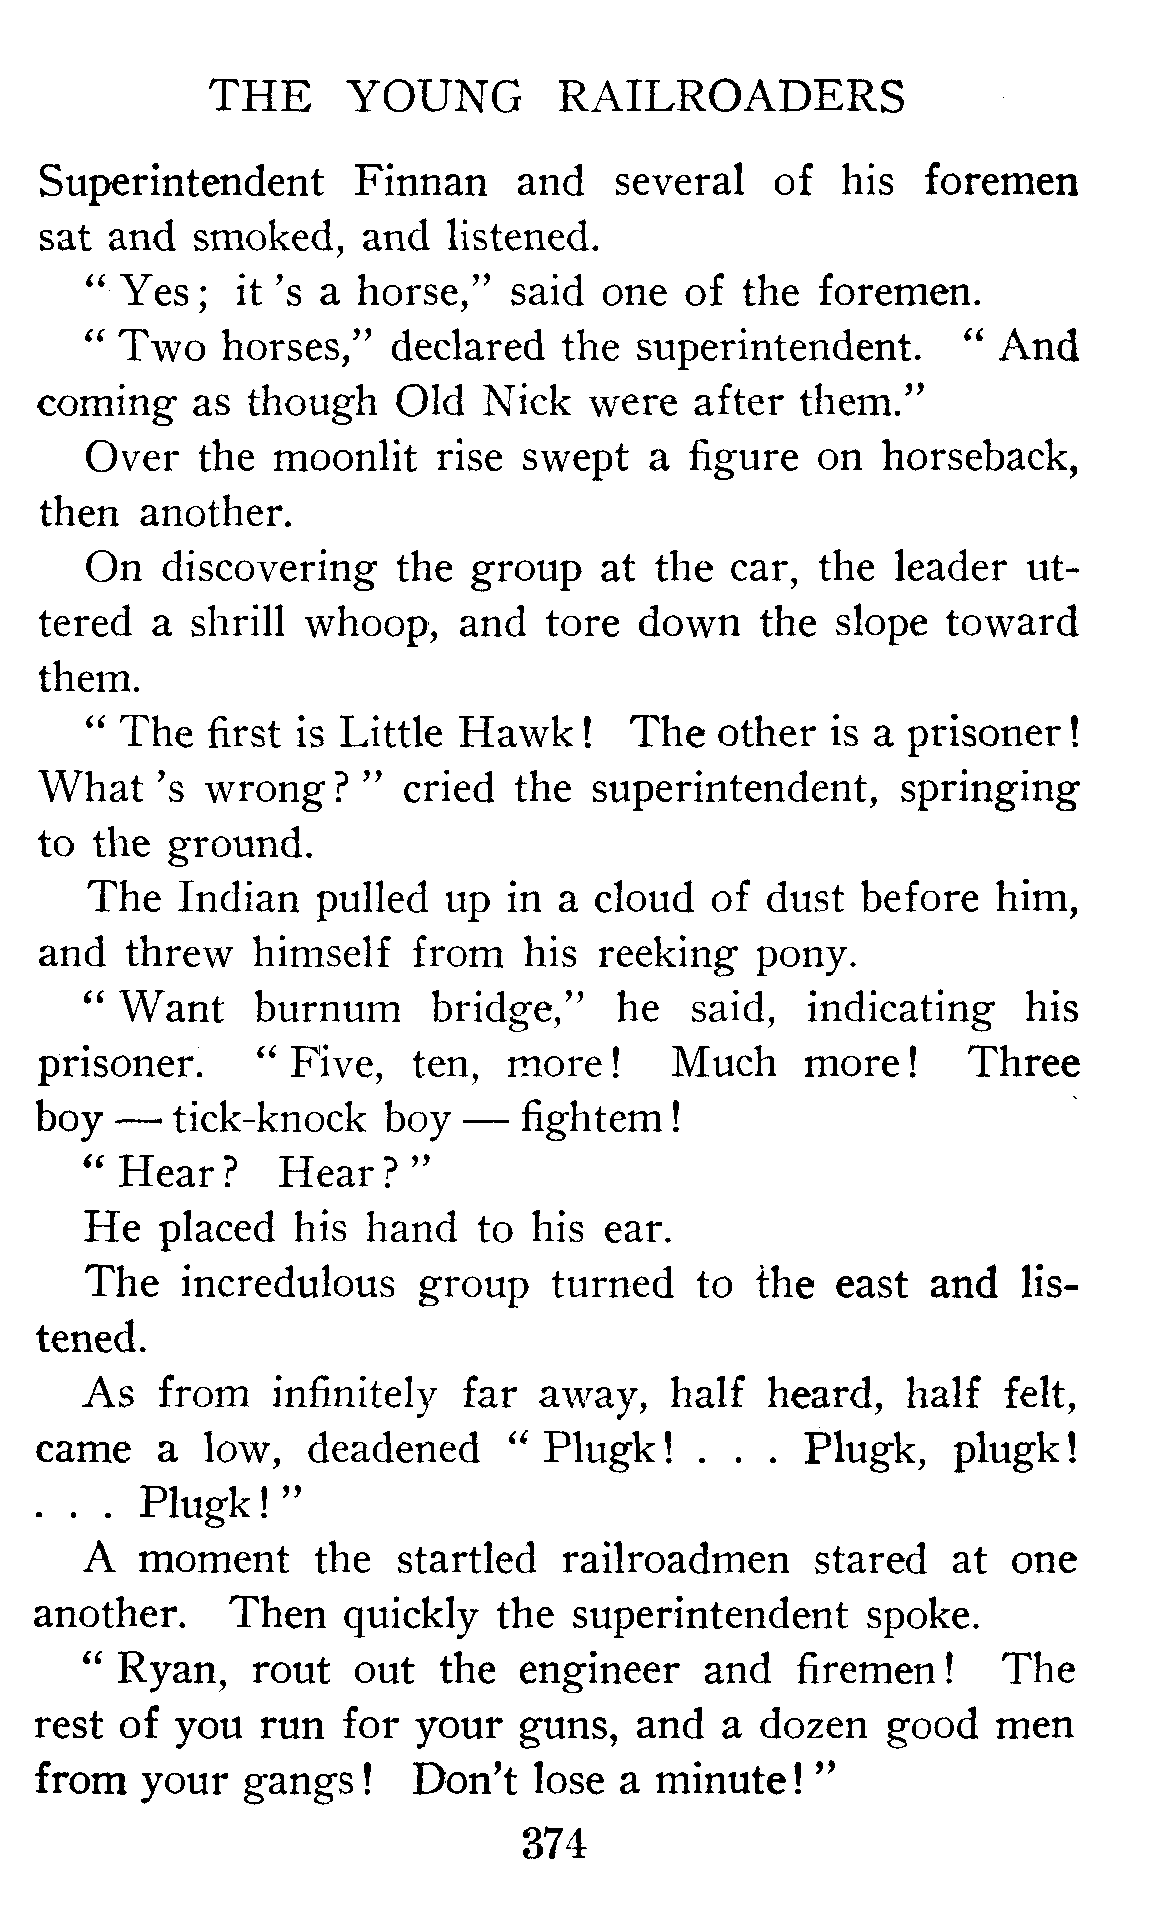 THE YOUNG RAILROADERS
Superintendent Finnan and several of his foremen
sat and smoked, and listened.
“ Yes; it ’s a horse,” said one of the foremen.
“ Two horses,” declared the superintendent. “ And
coming as though Old Nick were after them.”
Over the moonlit rise swept a figure on horseback,
then another.
On discovering the group at the car, the leader ut-
tered a shrill whoop, and tore down the slope toward
them.
“ The first is Little Hawk! The other is a prisoner!
What ’s wrong? ” cried the superintendent, springing
to the ground.
The Indian pulled up in a cloud of dust before him,
and threw himself from his reeking pony.
“ Want burnum bridge,” he said, indicating his
prisoner. “ Five, ten, more! Much more! Three
boy — tick-knock boy — fightem!
“ Hear? Hear? ”
He placed his hand to his ear.
The incredulous group turned to the east and lis-
tened.
As from infinitely far away, half heard, half felt,
came a low, deadened “ Plugk! . . . Plugk, plugk!
. . . Plugk! ”
A moment the startled railroadmen stared at one
another. Then quickly the superintendent spoke.
“ Ryan, rout out the engineer and firemen! The
rest of you run for your guns, and a dozen good men
from your gangs! Don’t lose a minute! ”
374